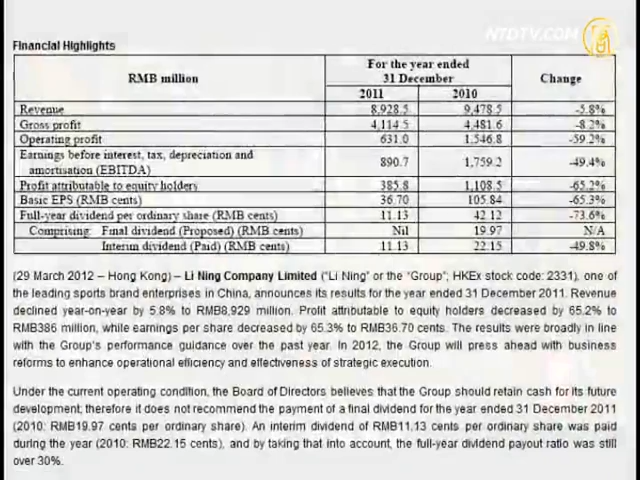 NTDTV.COM
Financial Highlights
RMB million For the year ended 31 December Change
2011 2010
Revenue 8,928.5 9,478.5 -5.8%
Gross profit 4,114.5 4,481.6 -8.2%
Operating profit 631.0 1,546.8 -59.2%
Earnings before interest, tax, depreciation and
amortisation (EBITDA) 890.7 1,759.2 -49.4%
Profit attributable to equity holders 385.8 1,108.5 -65.2%
Basic EPS (RMB cents) 36.70 105.84 -65.3%
Full-year dividend per ordinary share (RMB cents) 11.13 42.12 -73.6%
Comprising: Final dividend (Proposed) (RMB cents) Nil 19.97 N/A
Interim dividend (Paid) (RMB cents) 11.13 22.15 -49.8%
(29 March 2012 – Hong Kong) – Li Ning Company Limited ("Li Ning" or the "Group"; HKEx stock code: 2331), one of
the leading sports brand enterprises in China, announces its results for the year ended 31 December 2011. Revenue
declined year-on-year by 5.8% to RMB8,929 million. Profit attributable to equity holders decreased by 65.2% to
RMB386 million, while earnings per share decreased by 65.3% to RMB36.70 cents. The results were broadly in line
with the Group's performance guidance over the past year. In 2012, the Group will press ahead with business
reforms to enhance operational efficiency and effectiveness of strategic execution.
Under the current operating condition, the Board of Directors believes that the Group should retain cash for its future
development; therefore it does not recommend the payment of a final dividend for the year ended 31 December 2011
(2010: RMB19.97 cents per ordinary share). An interim dividend of RMB11.13 cents per ordinary share was paid
during the year (2010: RMB22.15 cents), and by taking that into account, the full-year dividend payout ratio was still
over 30%.